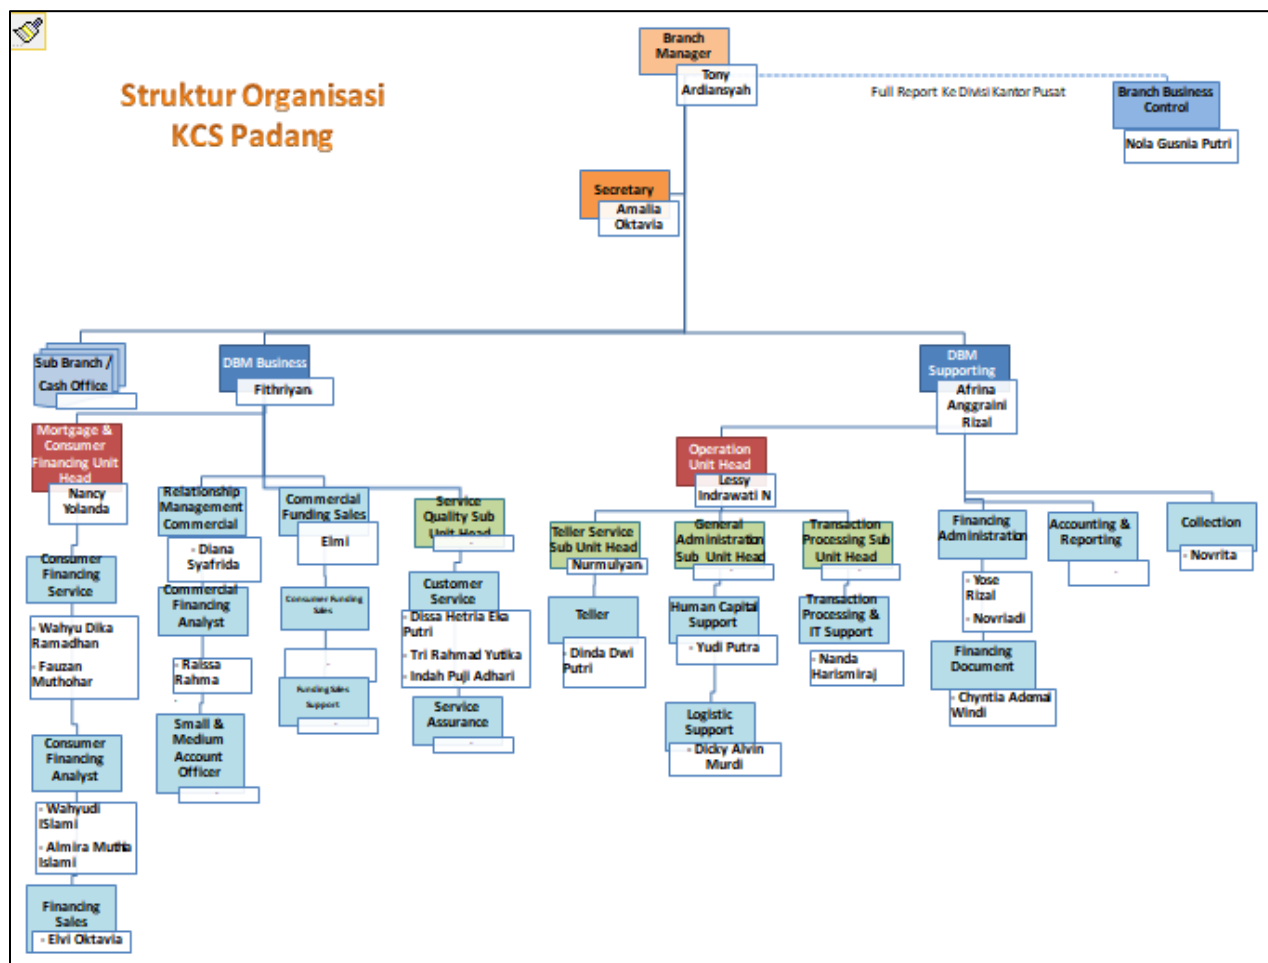 Struktur Organisasi
KCS Padang
Branch
Manager
Tony
Ardiansyah
Full Report Ke Divisi Kantor Pusat
Branch Business
Control
Nola Gusnia Putri
Secretary
Amalia
Oktavia
Sub Branch /
Cash Office
DBM Business
Fithriyan
DBM
Supporting
Afrina
Anggraini
Rizal
Mortgage &
Consumer
Financing Unit
Head
Nancy
Yolanda
Consumer
Financing
Service
- Wahyu Dika
Ramadhan
- Fauzan
Muthohar
Consumer
Financing
Analyst
- Wahyudi
ISlami
- Almira Muthia
Islami
Financing
Sales
- Elvi Oktavia
Relationship
Management
Commercial
- Diana
Syafrida
Commercial
Financing
Analyst
- Raissa
Rahma
Small &
Medium
Account
Officer
-
Commercial
Funding Sales
Elmi
Consumer Funding
Sales
-
Funding Sales
Support
-
Service
Quality Sub
Unit Head
-
Customer
Service
- Dissa Hetria Eka
Putri
- Tri Rahmad Yutika
- Indah Puji Adhari
Service
Assurance
-
Operation
Unit Head
Lessy
Indrawati N
Teller Service
Sub Unit Head
Nurmulyan
Teller
- Dinda Dwi
Putri
General
Administration
Sub Unit Head
-
Human Capital
Support
- Yudi Putra
Logistic
Support
- Dicky Alvin
Murdi
Transaction
Processing Sub
Unit Head
-
Transaction
Processing &
IT Support
- Nanda
Harismiraj
Financing
Administration
- Yose
Rizal
- Novriadi
Financing
Document
- Chyntia Ademai
Windi
Accounting &
Reporting
-
Collection
- Novrita